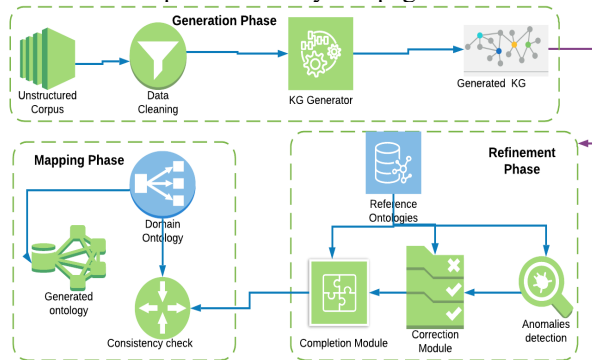 Generation Phase
Unstructured
Corpus
Data
Cleaning
KG Generator
Generated KG
Mapping Phase
Domain
Ontology
Generated
ontology
Consistency check
Refinement
Phase
Reference
Ontologies
Completion Module
Correction
Module
Anomalies
detection